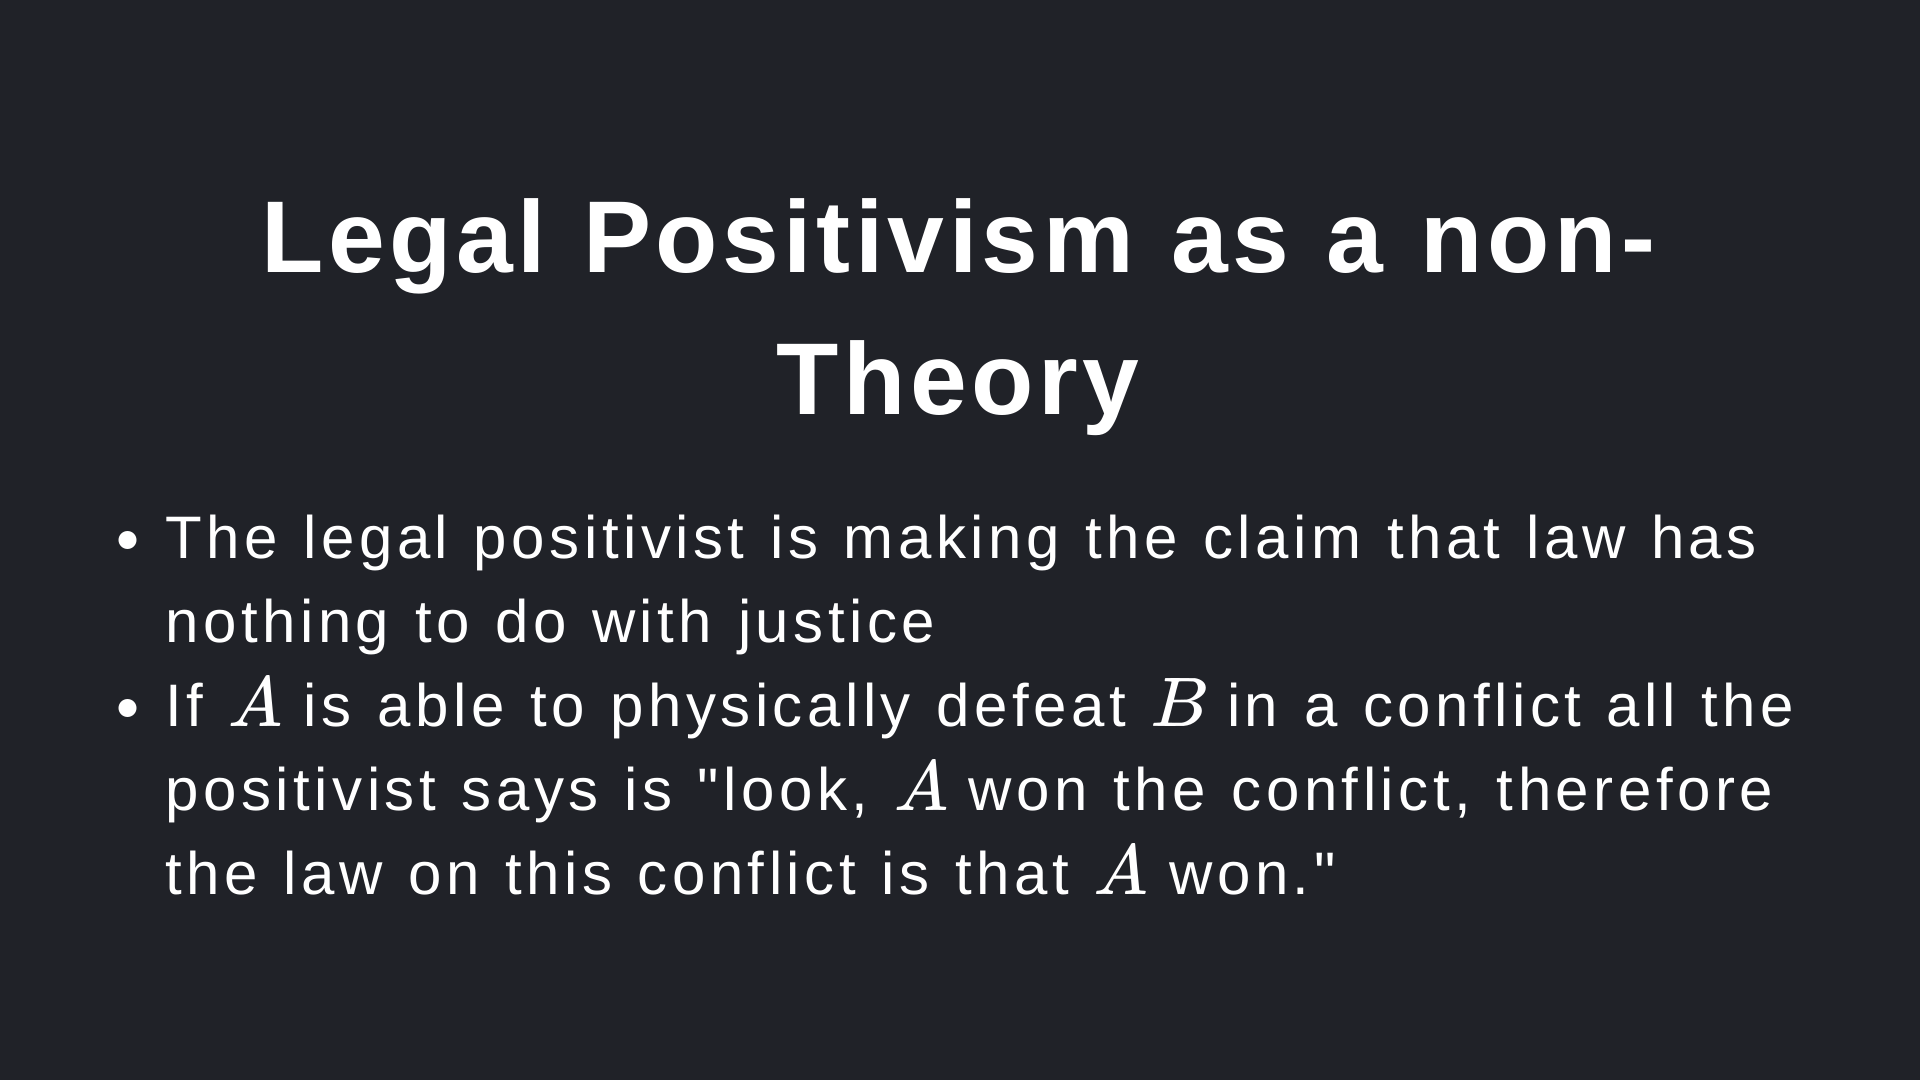 Legal Positivism as a non-
Theory
• The legal positivist is making the claim that law has
nothing to do with justice
• If A is able to physically defeat B in a conflict all the
positivist says is "look, A won the conflict, therefore
the law on this conflict is that A won."